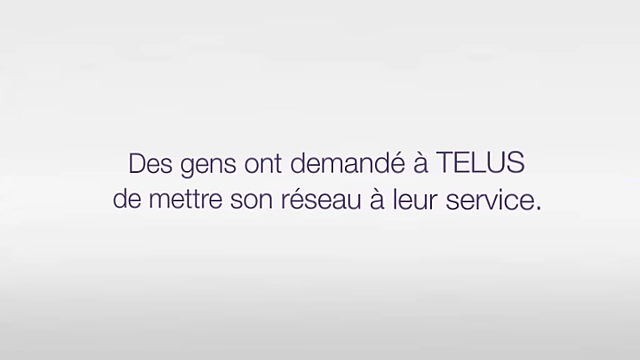 Des gens ont demandé à TELUS
de mettre son réseau à leur service.